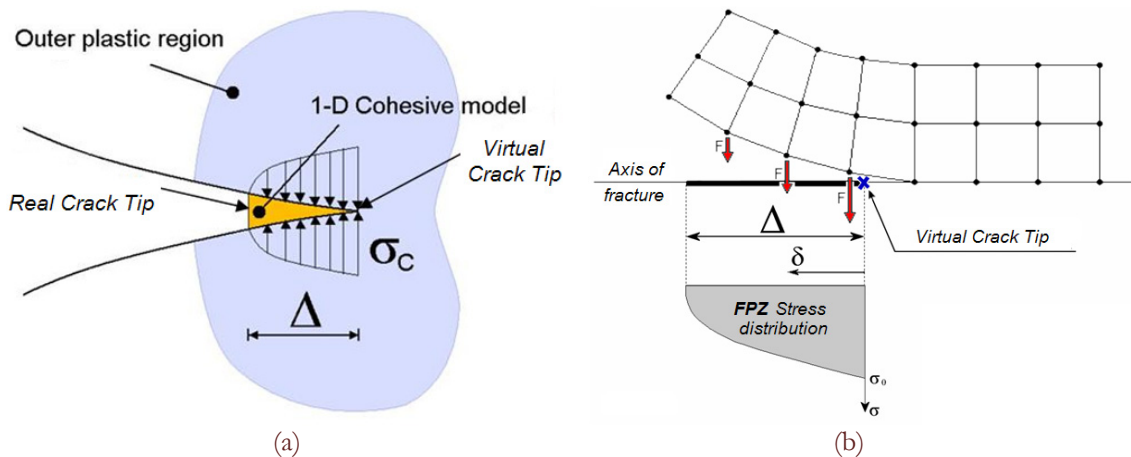 Outer plastic region
1-D Cohesive model
Virtual
Crack Tip
Real Crack Tip
σC
Δ
(a)
F
F
F
Axis of
fracture
Δ
Virtual Crack Tip
δ
FPZ Stress
distribution
σ0
σ
(b)